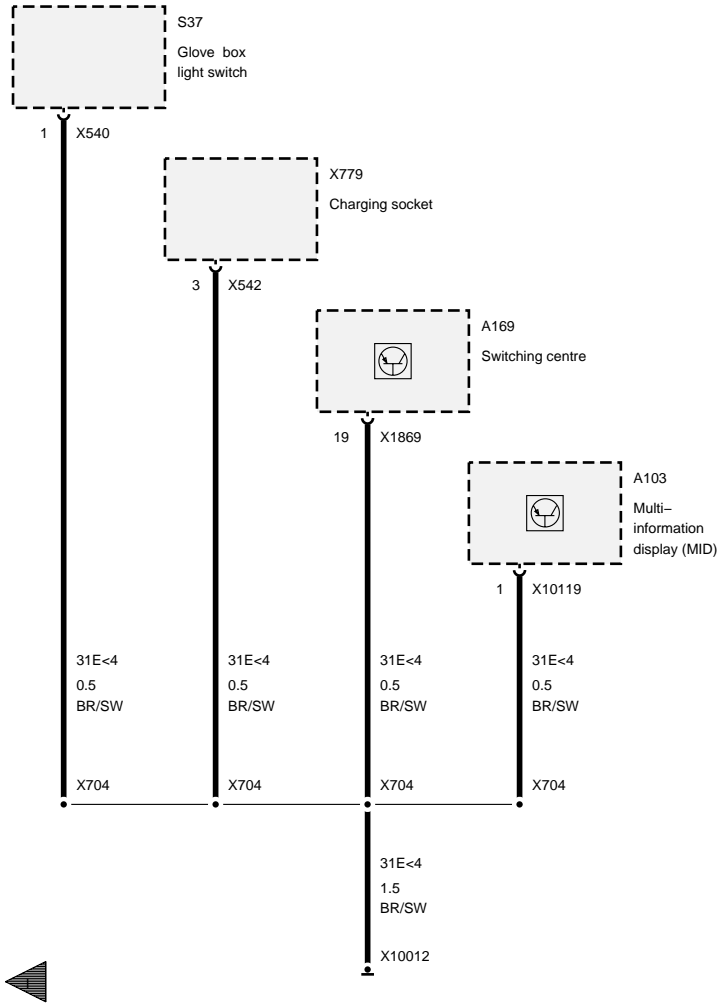 S37
Glove box
light switch
1 X540
X779
Charging socket
3 X542
A169
Switching centre
19 X1869
A103
Multi–
information
display (MID)
1 X10119
31E<4 31E<4 31E<4 31E<4
0.5 0.5 0.5 0.5
BR/SW BR/SW BR/SW BR/SW
X704 X704 X704 X704
31E<4
1.5
BR/SW
X10012